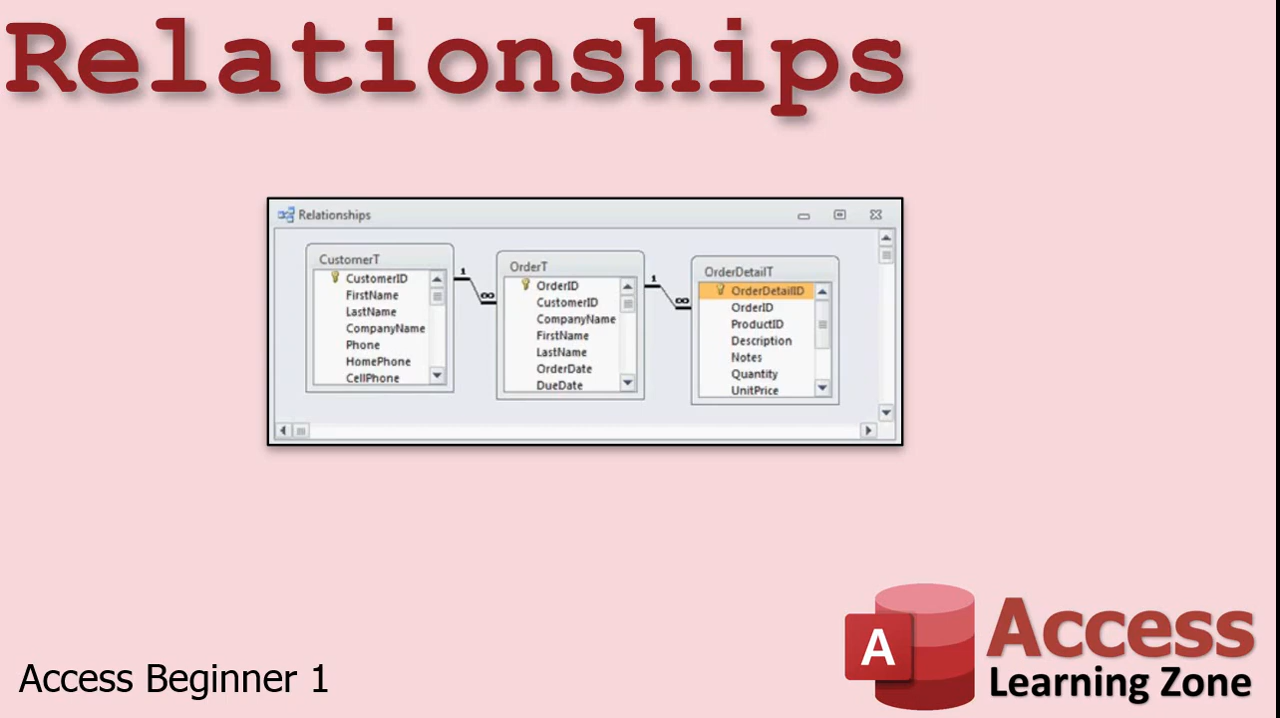 Relationships
Relationships
CustomerT
CustomerID
FirstName
LastName
CompanyName
Phone
HomePhone
CellPhone
1
∞
OrderT
OrderID
CustomerID
CompanyName
FirstName
LastName
OrderDate
DueDate
1
∞
OrderDetailT
OrderDetailID
OrderID
ProductID
Description
Notes
Quantity
UnitPrice
Access Beginner 1
A
Access
Learning Zone